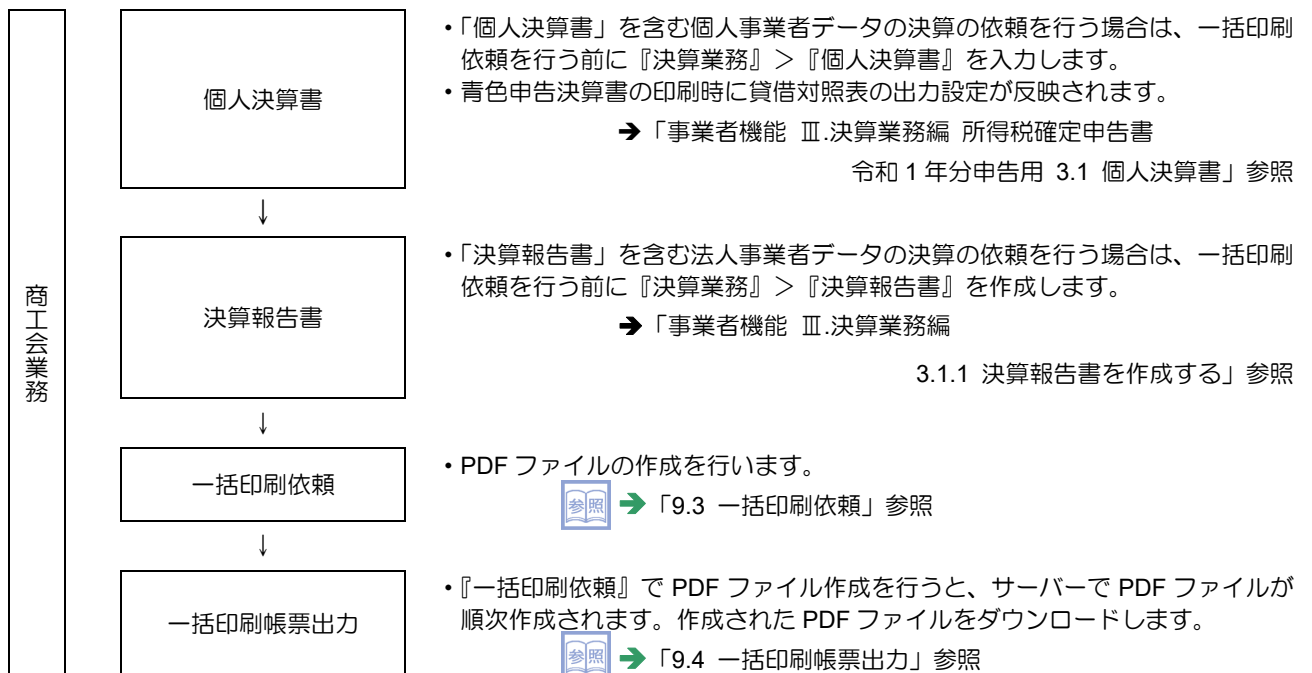 商工会業務
個人決算書
・「個人決算書」を含む個人事業者データの決算の依頼を行う場合は、一括印刷
依頼を行う前に『決算業務』＞『個人決算書』を入力します。
・青色申告決算書の印刷時に貸借対照表の出力設定が反映されます。
➔「事業者機能 Ⅲ.決算業務編 所得税確定申告書
令和1年分申告用 3.1 個人決算書」参照
↓
決算報告書
・「決算報告書」を含む法人事業者データの決算の依頼を行う場合は、一括印刷
依頼を行う前に『決算業務』＞『決算報告書』を作成します。
➔「事業者機能 Ⅲ.決算業務編
3.1.1 決算報告書を作成する」参照
↓
一括印刷依頼
・PDF ファイルの作成を行います。
参照 ➔「9.3 一括印刷依頼」参照
↓
一括印刷帳票出力
・『一括印刷依頼』で PDF ファイル作成を行うと、サーバーで PDF ファイルが
順次作成されます。作成された PDF ファイルをダウンロードします。
参照 ➔「9.4 一括印刷帳票出力」参照